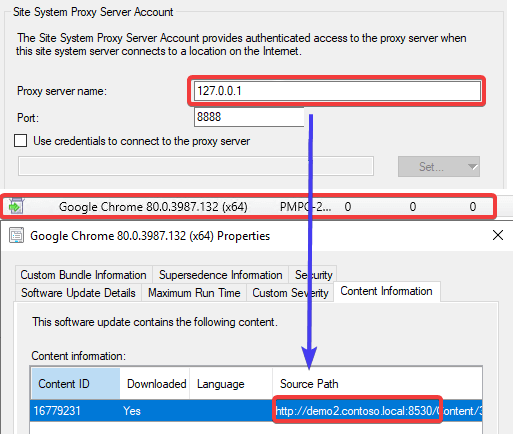 Site System Proxy Server Account
The Site System Proxy Server Account provides authenticated access to the proxy server when
this site system server connects to a location on the Internet.
Proxy server name: 127.0.0.1
Port: 8888
Use credentials to connect to the proxy server
Set...
Google Chrome 80.0.3987.132 (x64) PMPC-2... 0 0 0
Google Chrome 80.0.3987.132 (x64) Properties
Custom Bundle Information Supersedence Information Security
Software Update Details Maximum Run Time Custom Severity Content Information
This software update contains the following content.
Content information:
Content ID Downloaded Language Source Path
16779231 Yes http://demo2.contoso.local:8530/Content/3